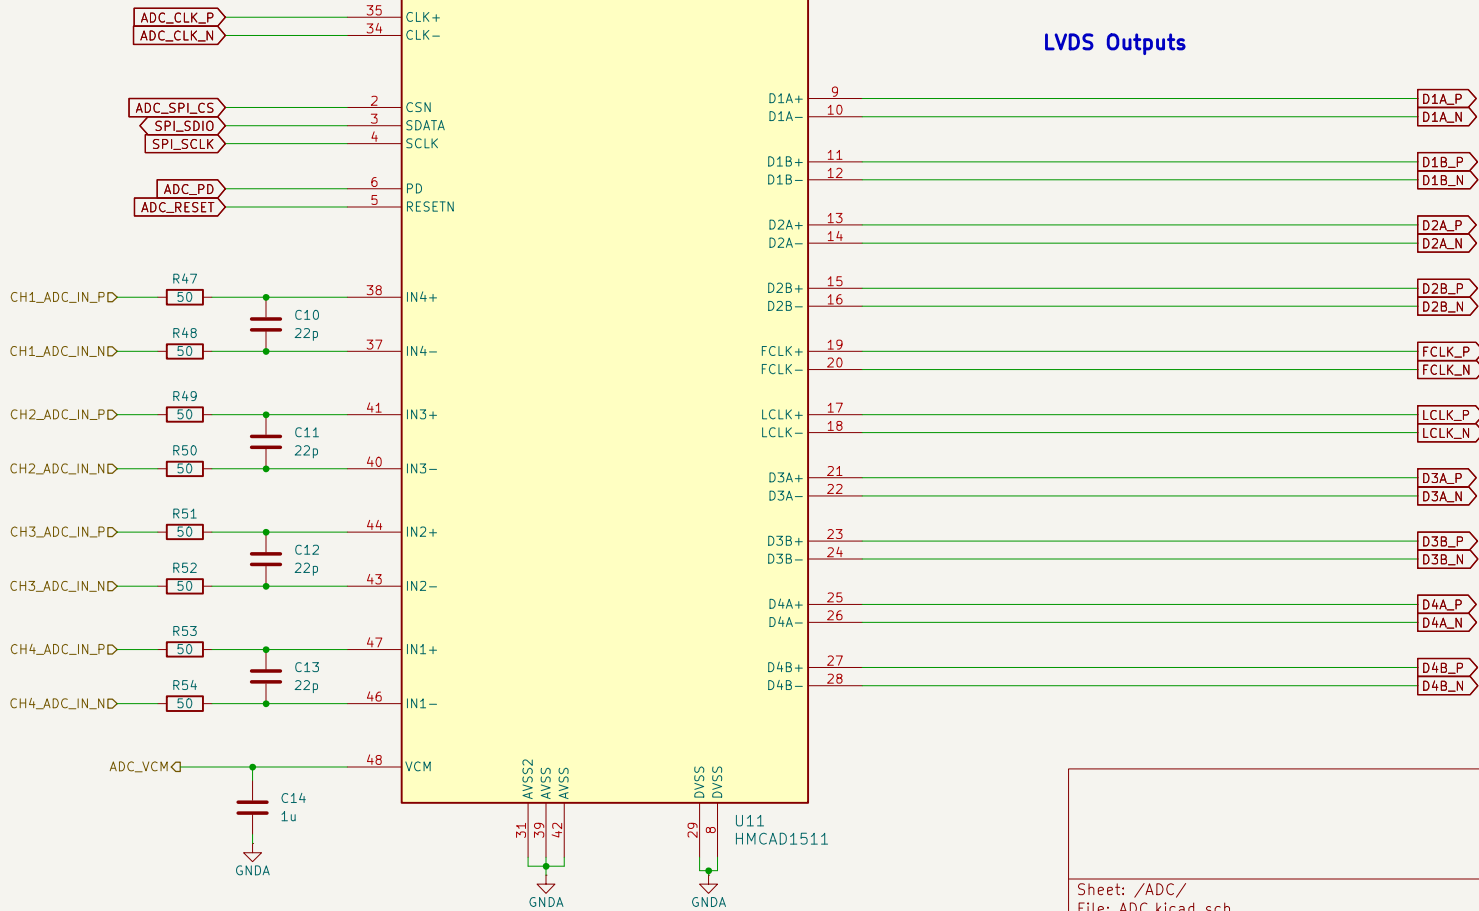 ADC_CLK_P 35 CLK+
ADC_CLK_N 34 CLK-
LVDS Outputs
ADC_SPI_CS 2 CSN
SPI_SDIO 3 SDATA
SPI_SCLK 4 SCLK
ADC_PD 6 PD
ADC_RESET 5 RESETN
R47
CH1_ADC_IN_P 50 38 IN4+
C10
22p
R48
CH1_ADC_IN_N 50 37 IN4-
R49
CH2_ADC_IN_P 50 41 IN3+
C11
22p
R50
CH2_ADC_IN_N 50 40 IN3-
R51
CH3_ADC_IN_P 50 44 IN2+
C12
22p
R52
CH3_ADC_IN_N 50 43 IN2-
R53
CH4_ADC_IN_P 50 47 IN1+
C13
22p
R54
CH4_ADC_IN_N 50 46 IN1-
ADC_VCM 48 VCM
C14
1u
GNDA
D1A+ 9 D1A_P
D1A- 10 D1A_N
D1B+ 11 D1B_P
D1B- 12 D1B_N
D2A+ 13 D2A_P
D2A- 14 D2A_N
D2B+ 15 D2B_P
D2B- 16 D2B_N
FCLK+ 19 FCLK_P
FCLK- 20 FCLK_N
LCLK+ 17 LCLK_P
LCLK- 18 LCLK_N
D3A+ 21 D3A_P
D3A- 22 D3A_N
D3B+ 23 D3B_P
D3B- 24 D3B_N
D4A+ 25 D4A_P
D4A- 26 D4A_N
D4B+ 27 D4B_P
D4B- 28 D4B_N
AVSS2 31
AVSS 39
AVSS 42
GNDA
DVSS 29
DVSS 8
GNDA
U11
HMCAD1511
Sheet: /ADC/
File: ADC.kicad_sch